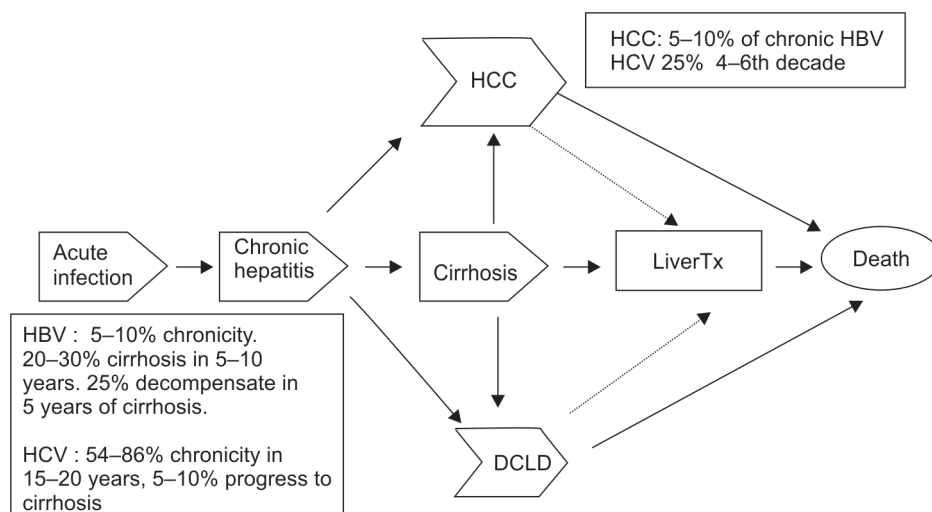 HCC
HCC: 5–10% of chronic HBV
HCV 25%  4–6th decade
Acute
infection
Chronic
hepatitis
Cirrhosis
LiverTx
Death
HBV :  5–10% chronicity.
20–30% cirrhosis in 5–10
years. 25% decompensate in
5 years of cirrhosis.
HCV : 54–86% chronicity in
15–20 years, 5–10% progress to
cirrhosis
DCLD